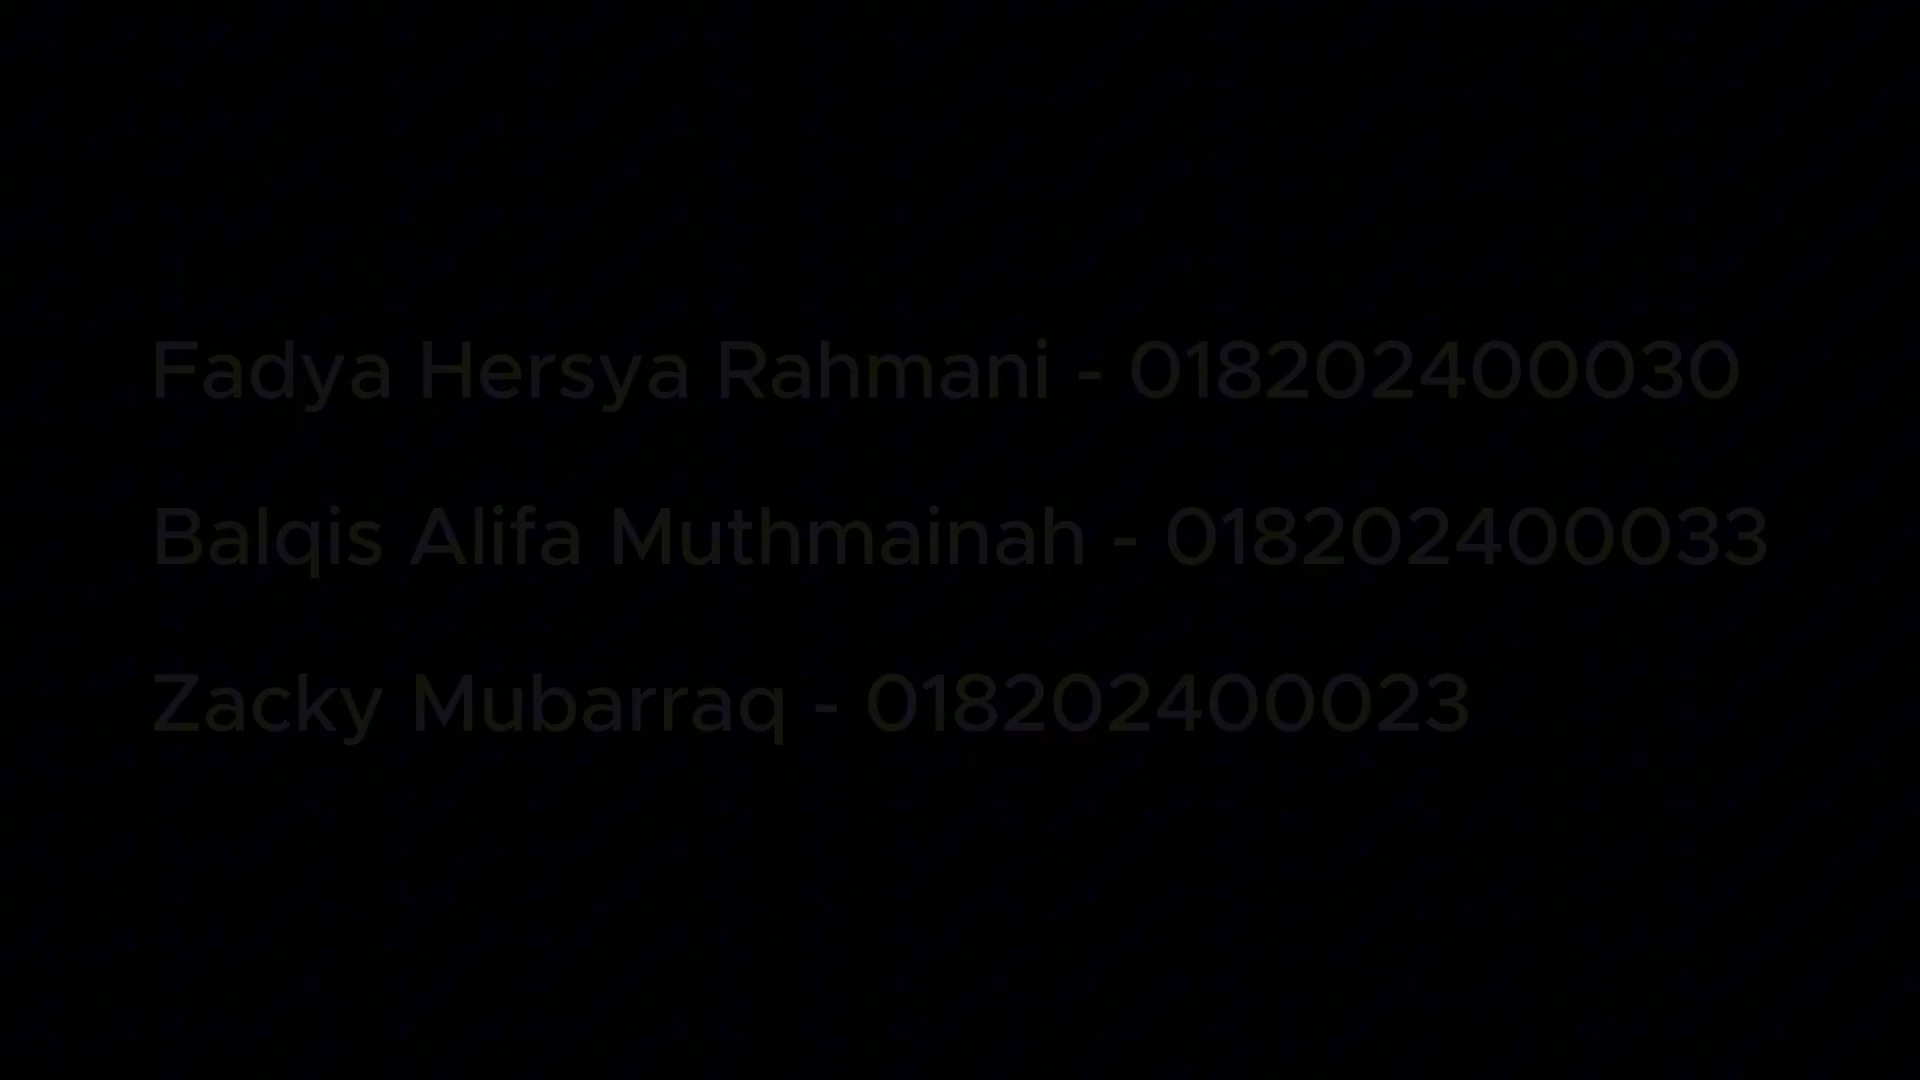 Fadya Hersya Rahmani - 018202400030
Balqis Alifa Muthmainah - 018202400033
Zacky Mubarraq - 018202400023